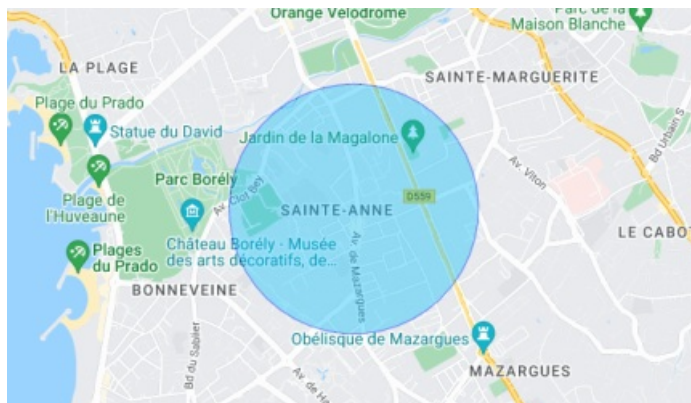 Orange Vélodrome
Parc de la
Maison Blanche
LA PLAGE
SAINTE-MARGUERITE
Plage du Prado
Statue du David
Jardin de la Magalone
Bd Urbain S
Av. Viton
Parc Borély
Av. Clot Bey
D559
Plage de
l'Huveaune
SAINTE-ANNE
LE CABOT
Château Borély - Musée
des arts décoratifs, de...
Av. de Mazargues
Plages
du Prado
BONNEVEINE
Bd du Sablier
Obélisque de Mazargues
Av. de Ha
MAZARGUES